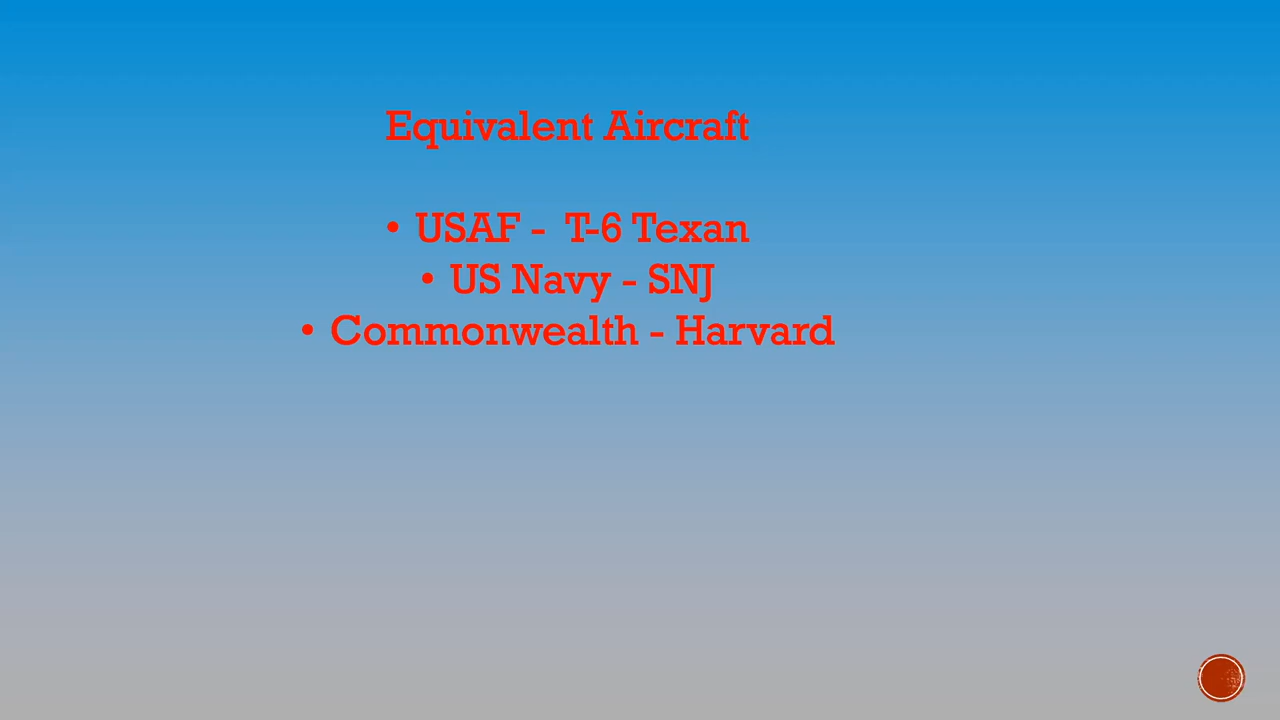 Equivalent Aircraft
• USAF -  T-6 Texan
• US Navy - SNJ
• Commonwealth - Harvard